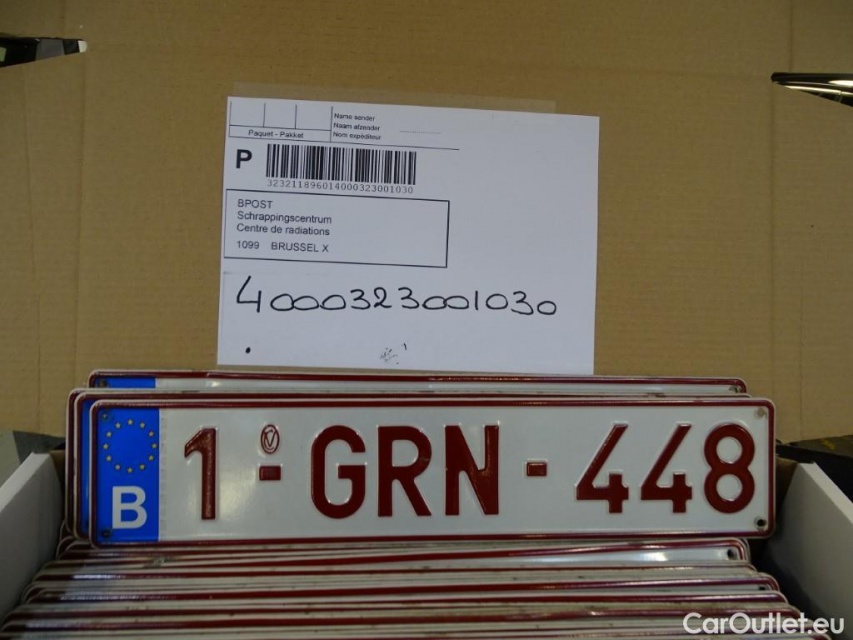 Name sender
Naam afzender
Nom expéditeur
Paquet - Pakket
P
323211896014000323001030
BPOST
Schrappingscentrum
Centre de radiations
1099 BRUSSEL X
4000323001030
B 1-GRN-448
CarOutlet.eu